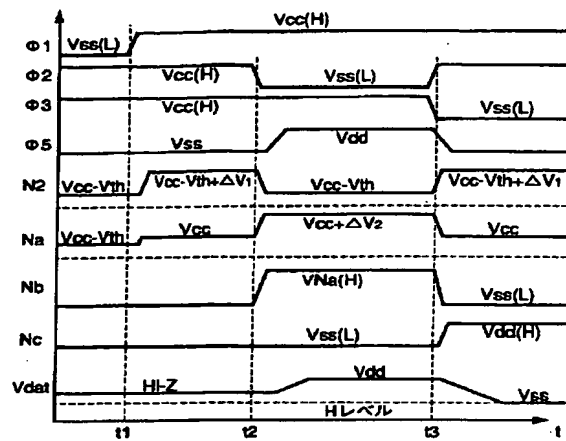 Φ1 Vss(L) Vcc(H)
Φ2 Vcc(H) Vss(L)
Φ3 Vcc(H) Vss(L)
Φ5 Vss Vdd
N2 Vcc-Vth Vcc-Vth+ΔV1 Vcc-Vth Vcc-Vth+ΔV1
Na Vcc-Vth Vcc Vcc+ΔV2 Vcc
Nb VNa(H) Vss(L)
Nc Vss(L) Vdd(H)
Vdat HI-Z Vdd Vss
Hレベル
t1 t2 t3 t